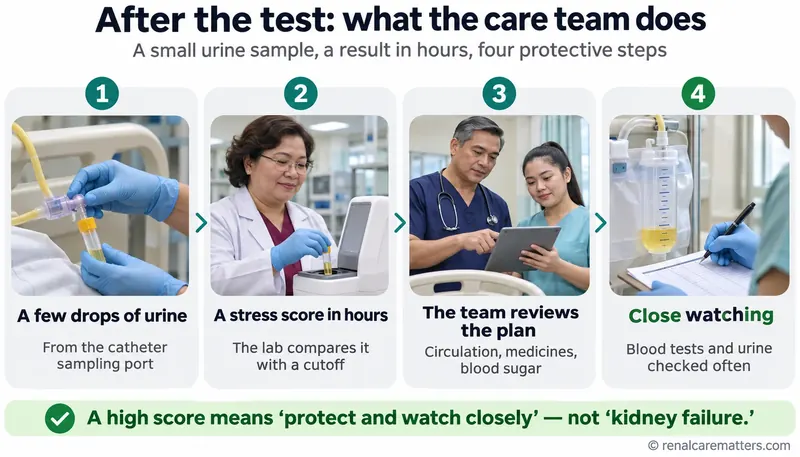 After the test: what the care team does
A small urine sample, a result in hours, four protective steps
1
A few drops of urine
From the catheter
sampling port
2
A stress score in hours
The lab compares it
with a cutoff
3
The team reviews
the plan
Circulation, medicines,
blood sugar
4
Close watching
Blood tests and urine
checked often
A high score means ‘protect and watch closely’ — not ‘kidney failure.’
© renalcarematters.com